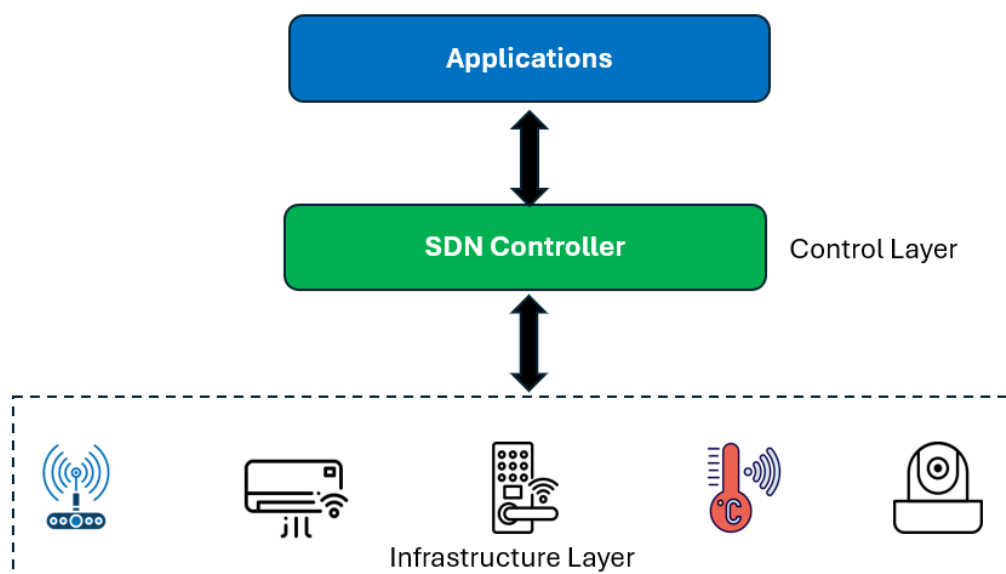 Applications
SDN Controller
Control Layer
°C
Infrastructure Layer